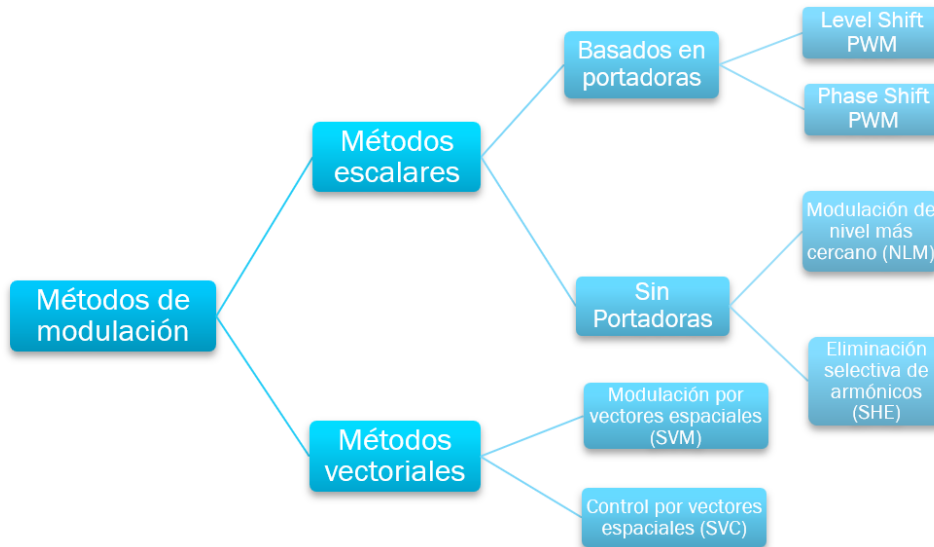 Level Shift
PWM
Basados en
portadoras
Phase Shift
PWM
Métodos
escalares
Modulación de
nivel más
cercano (NLM)
Métodos de
modulación
Sin
Portadoras
Eliminación
selectiva de
armónicos
(SHE)
Modulación por
vectores espaciales
(SVM)
Métodos
vectoriales
Control por vectores
espaciales (SVC)